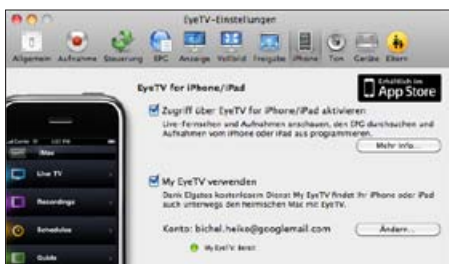 EyeTV-Einstellungen
Allgemein Aufnahme Steuerung EPG Anzeige Vollbild Freigabe iPhone Ton Geräte Eltern
EyeTV for iPhone/iPad
Erhältlich im
App Store
Zugriff über EyeTV for iPhone/iPad aktivieren
Live-Fernsehen und Aufnahmen anschauen, den EPG durchsuchen und
Aufnahmen vom iPhone oder iPad aus programmieren.
Mehr Info...
My EyeTV verwenden
Dank Elgatos kostenlosem Dienst My EyeTV findet Ihr iPhone oder iPad
auch unterwegs den heimischen Mac mit EyeTV.
Konto: bichel.heiko@googlemail.com
Ändern...
My EyeTV: Bereit
iMac
Live TV
Recordings
Schedules
Guide